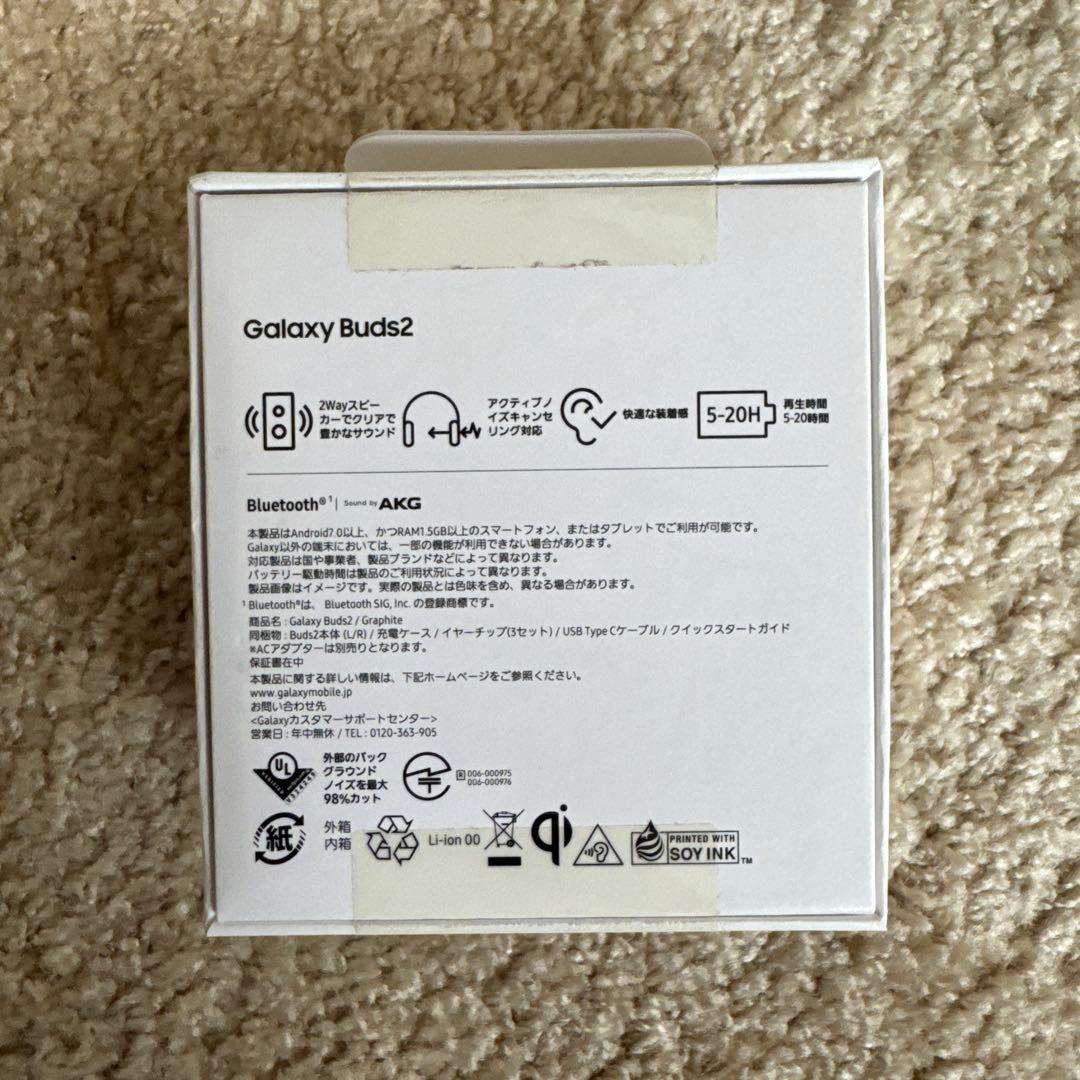 Galaxy Buds2
2Wayスピー
カーでクリアで
豊かなサウンド
アクティブノ
イズキャンセ
リング対応
快適な装着感
5-20H
再生時間
5-20時間
Bluetooth®¹ | Sound by AKG
本製品はAndroid7.0以上、かつRAM1.5GB以上のスマートフォン、またはタブレットでご利用が可能です。
Galaxy以外の端末においては、一部の機能が利用できない場合があります。
対応製品は国や事業者、製品ブランドなどによって異なります。
バッテリー駆動時間は製品のご利用状況によって異なります。
製品画像はイメージです。実際の製品とは色味を含め、異なる場合があります。
¹ Bluetooth®は、Bluetooth SIG, Inc. の登録商標です。
商品名 : Galaxy Buds2 / Graphite
同梱物 : Buds2本体 (L/R) / 充電ケース / イヤーチップ(3セット) / USB Type Cケーブル / クイックスタートガイド
※ACアダプターは別売りとなります。
保証書在中
本製品に関する詳しい情報は、下記ホームページをご参照ください。
www.galaxymobile.jp
お問い合わせ先
<Galaxyカスタマーサポートセンター>
営業日 : 年中無休 / TEL : 0120-363-905
UL
VERIFIED
V334248
外部のバック
グラウンド
ノイズを最大
98%カット
R 006-000975
006-000976
紙
外箱
内箱
Li-ion 00
qi
PRINTED WITH
SOY INK™